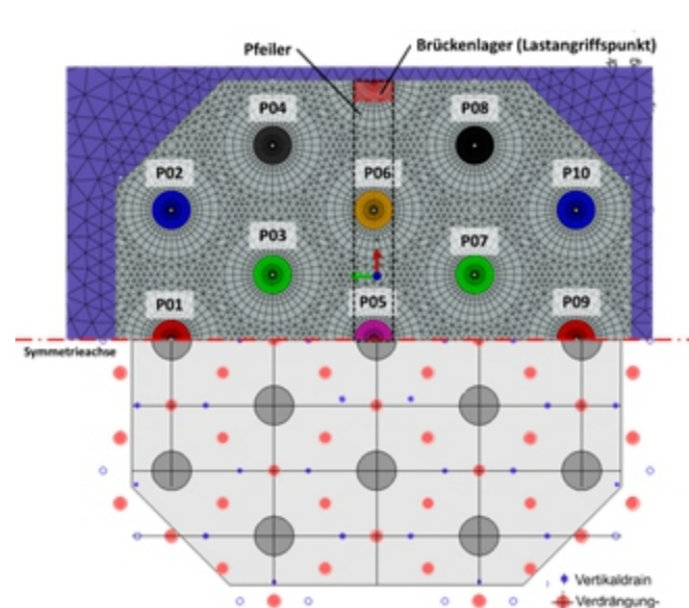 Pfeiler
Brückenlager (Lastangriffspunkt)
P04
P08
P02
P06
P10
P03
P07
P01
P05
P09
Symmetrieachse
Vertikaldrain
Verdrängung-